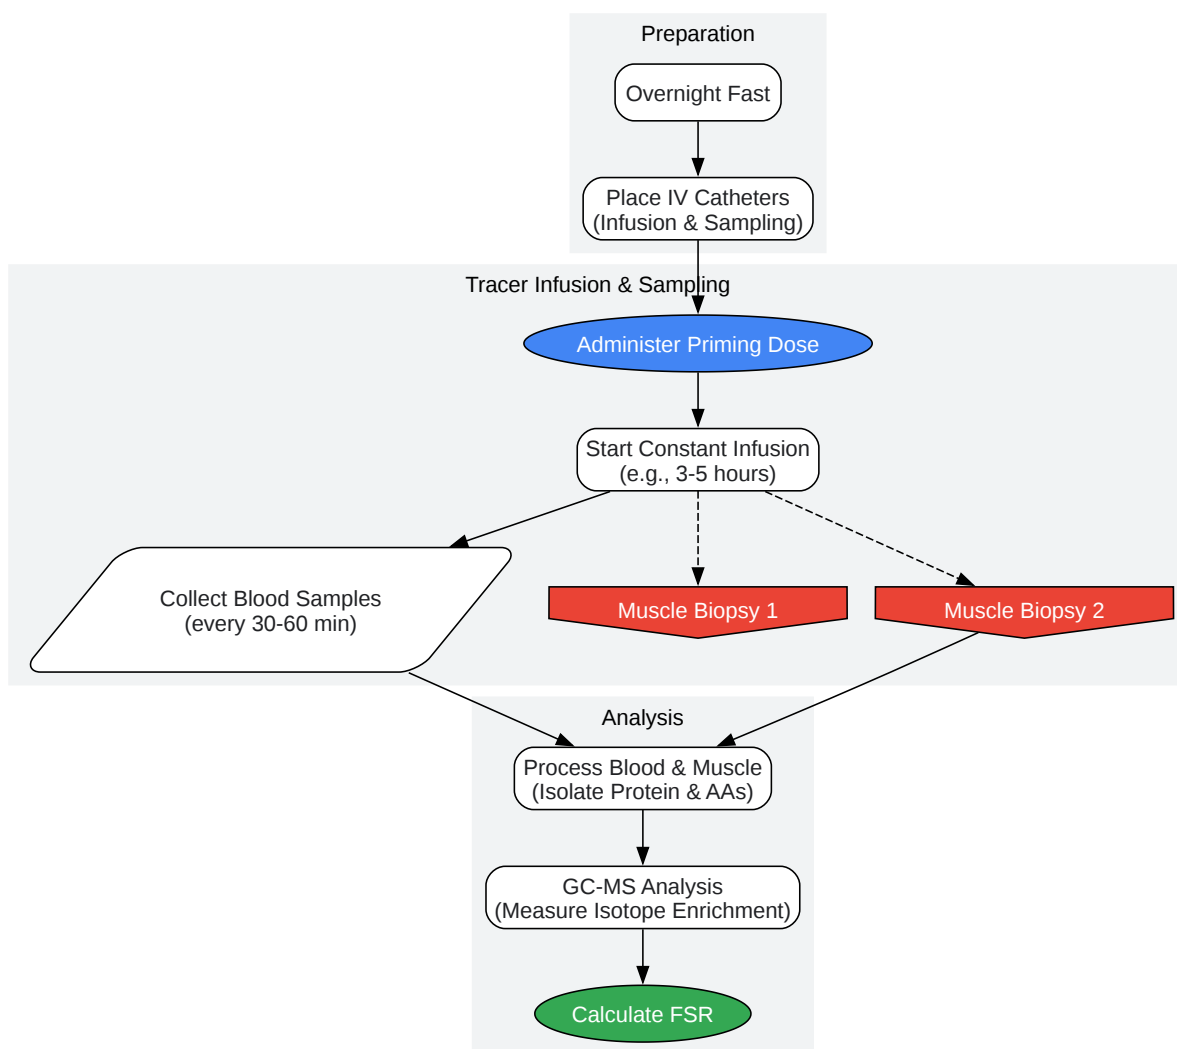 Preparation
Overnight Fast
Place IV Catheters
(Infusion & Sampling)
Tracer Infusion & Sampling
Administer Priming Dose
Start Constant Infusion
(e.g., 3-5 hours)
Collect Blood Samples
(every 30-60 min)
Muscle Biopsy 1
Muscle Biopsy 2
Analysis
Process Blood & Muscle
(Isolate Protein & AAs)
GC-MS Analysis
(Measure Isotope Enrichment)
Calculate FSR